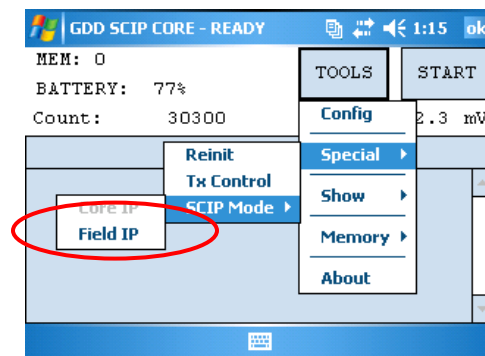 GDD SCIP CORE - READY 1:15 ok
MEM: 0
BATTERY: 77%
Count: 30300
TOOLS
START
2.3 mV
Config
Special
Show
Memory
About
Reinit
Tx Control
SCIP Mode
Core IP
Field IP